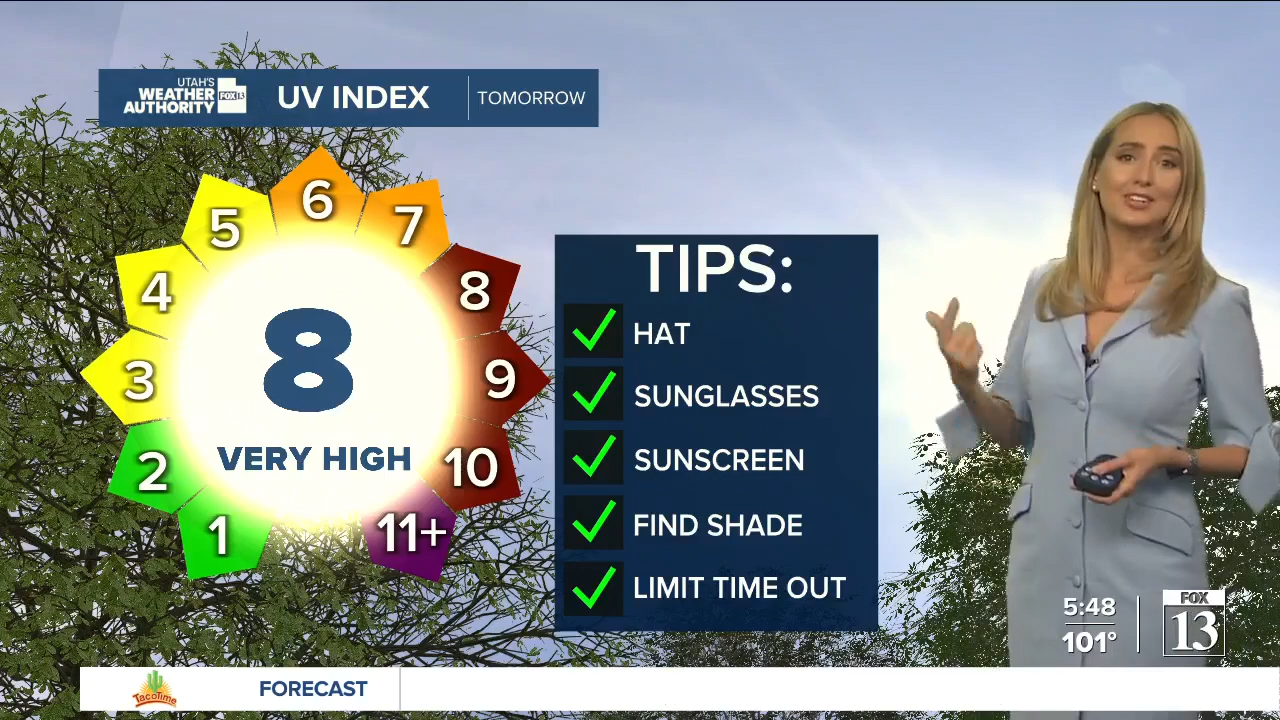 UTAH'S
WEATHER
AUTHORITY
FOX 13
UV INDEX
TOMORROW
1
2
3
4
5
6
7
8
9
10
11+
8
VERY HIGH
TIPS:
HAT
SUNGLASSES
SUNSCREEN
FIND SHADE
LIMIT TIME OUT
5:48
101°
FOX
13
TacoTime
FORECAST